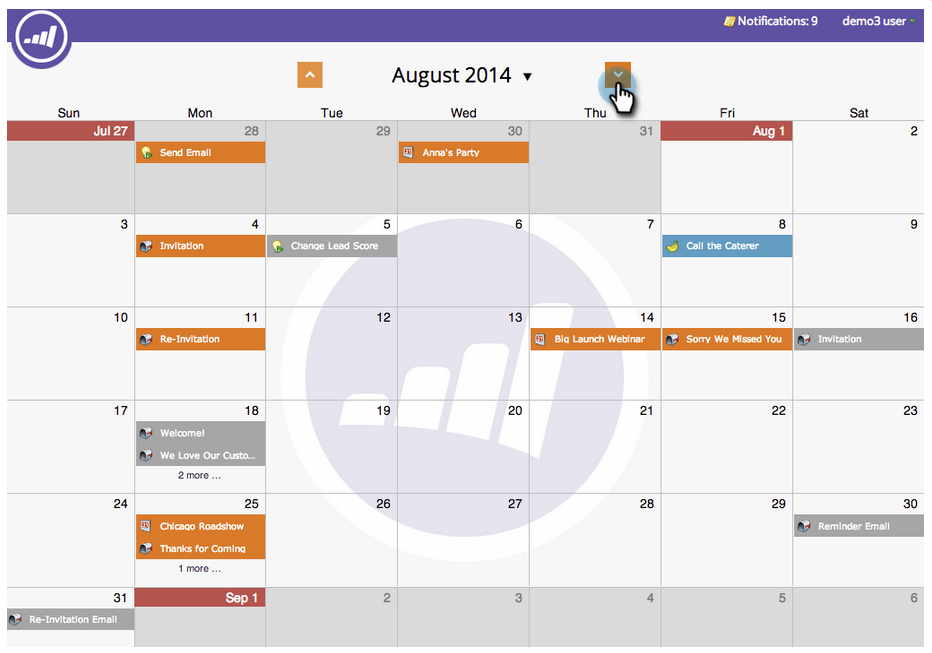 Notifications: 9 demo3 user
August 2014
Sun Mon Tue Wed Thu Fri Sat
Jul 27 28 29 30 31 Aug 1 2
Send Email Anna's Party
3 4 5 6 7 8 9
Invitation Change Lead Score Call the Caterer
10 11 12 13 14 15 16
Re-Invitation Big Launch Webinar Sorry We Missed You Invitation
17 18 19 20 21 22 23
Welcome!
We Love Our Custo...
2 more ...
24 25 26 27 28 29 30
Chicago Roadshow Reminder Email
Thanks for Coming
1 more ...
31 Sep 1 2 3 4 5 6
Re-Invitation Email